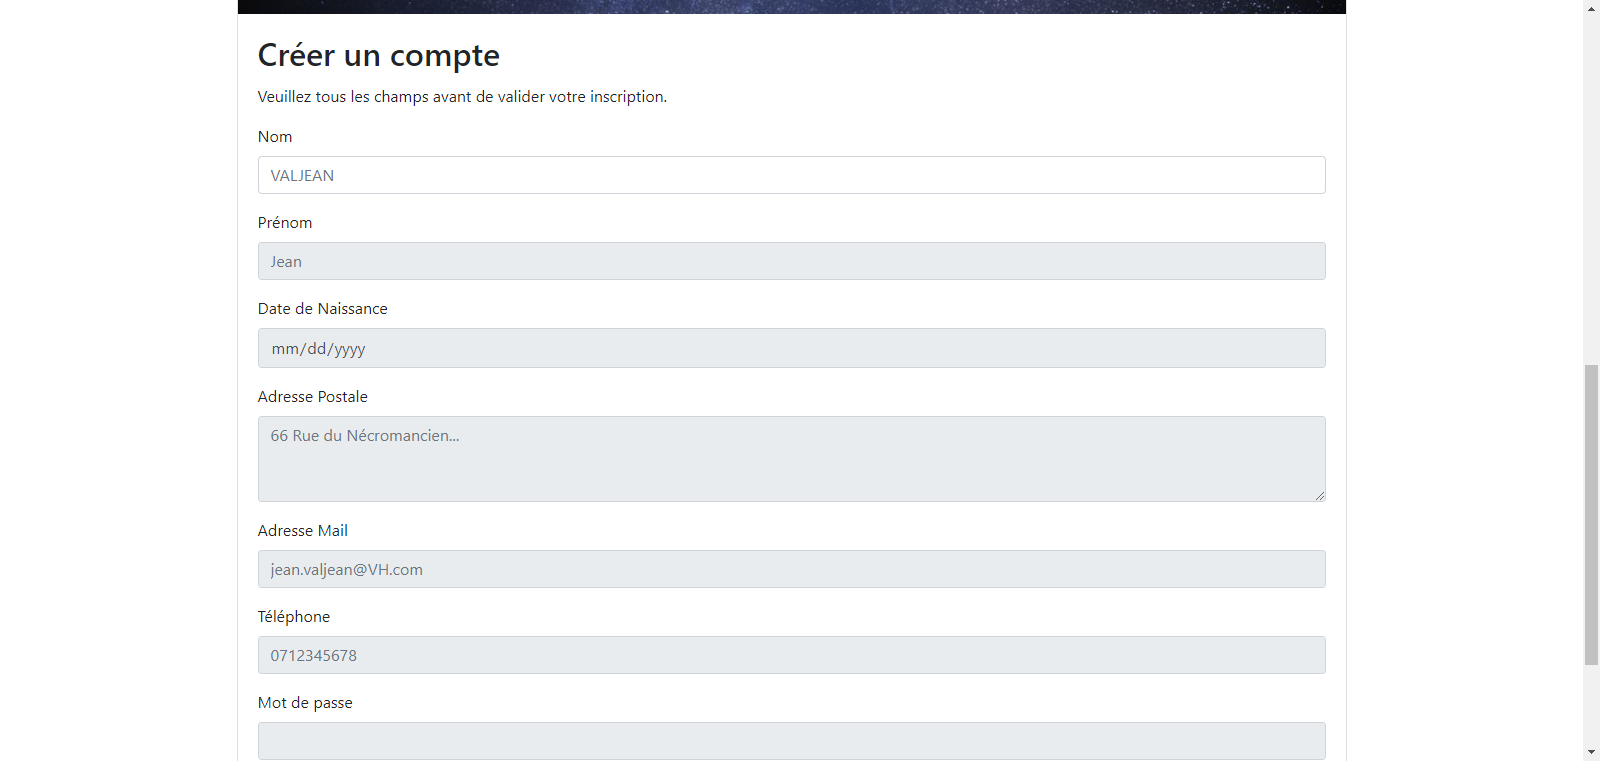 Créer un compte
Veuillez tous les champs avant de valider votre inscription.
Nom
VALJEAN
Prénom
Jean
Date de Naissance
mm/dd/yyyy
Adresse Postale
66 Rue du Nécromancien...
Adresse Mail
jean.valjean@VH.com
Téléphone
0712345678
Mot de passe